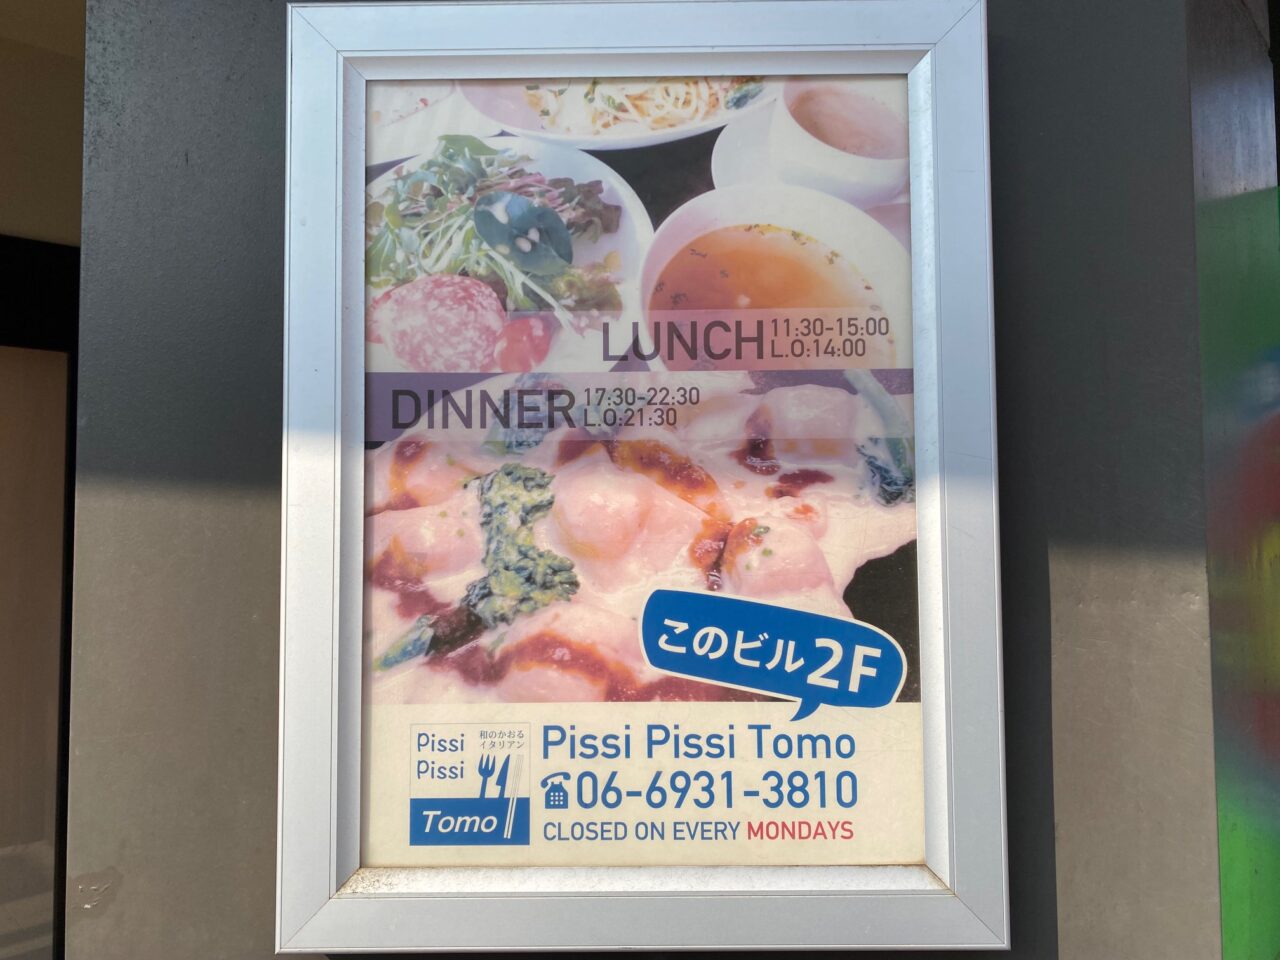 LUNCH 11:30-15:00
L.O:14:00
DINNER 17:30-22:30
L.O:21:30
このビル2F
Pissi
Pissi
和のかおる
イタリアン
Tomo
Pissi Pissi Tomo
06-6931-3810
CLOSED ON EVERY MONDAYS